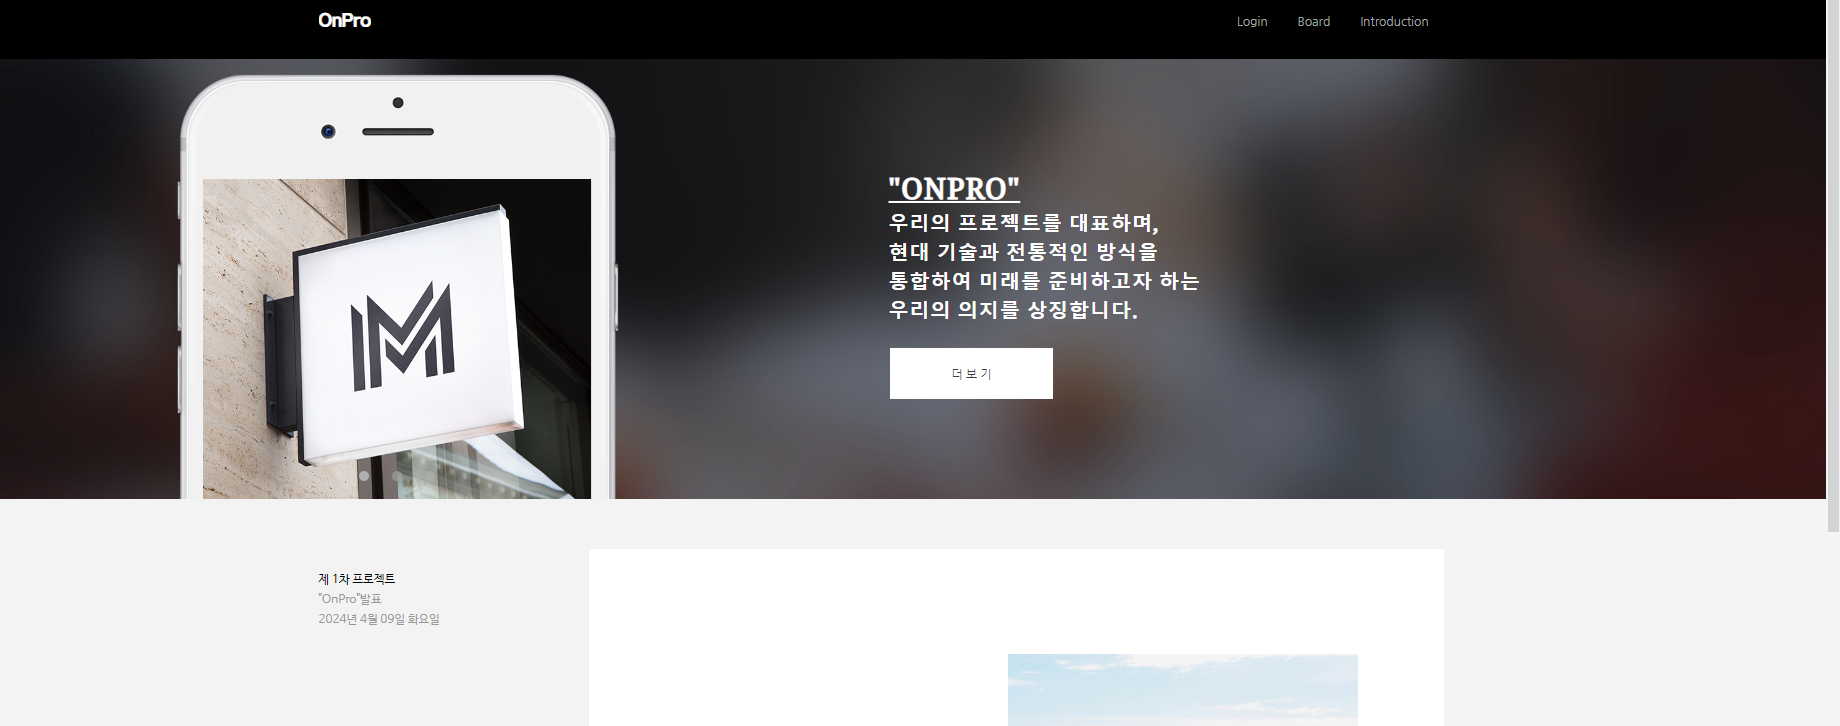 OnPro
Login Board Introduction
"ONPRO"
우리의 프로젝트를 대표하며,
현대 기술과 전통적인 방식을
통합하여 미래를 준비하고자 하는
우리의 의지를 상징합니다.
더보기
제 1차 프로젝트
"OnPro"발표
2024년 4월 09일 화요일